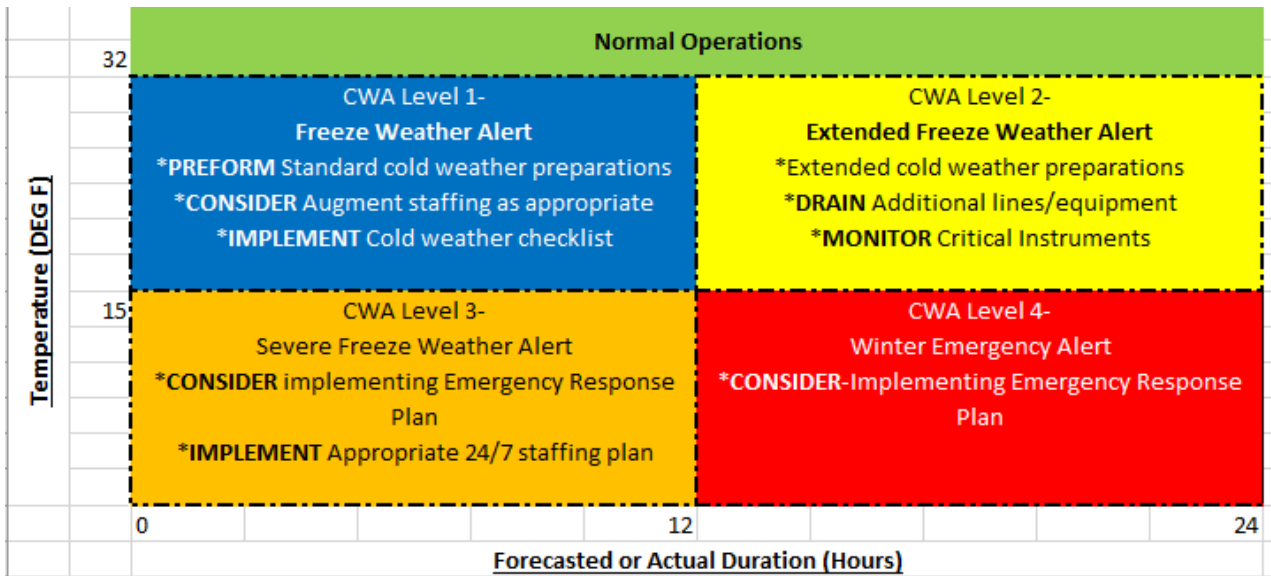 Normal Operations
32
CWA Level 1-
Freeze Weather Alert
*PREFORM Standard cold weather preparations
*CONSIDER Augment staffing as appropriate
*IMPLEMENT Cold weather checklist
CWA Level 2-
Extended Freeze Weather Alert
*Extended cold weather preparations
*DRAIN Additional lines/equipment
*MONITOR Critical Instruments
Temperature (DEG F)
15
CWA Level 3-
Severe Freeze Weather Alert
*CONSIDER implementing Emergency Response
Plan
*IMPLEMENT Appropriate 24/7 staffing plan
CWA Level 4-
Winter Emergency Alert
*CONSIDER-Implementing Emergency Response
Plan
0
12
24
Forecasted or Actual Duration (Hours)